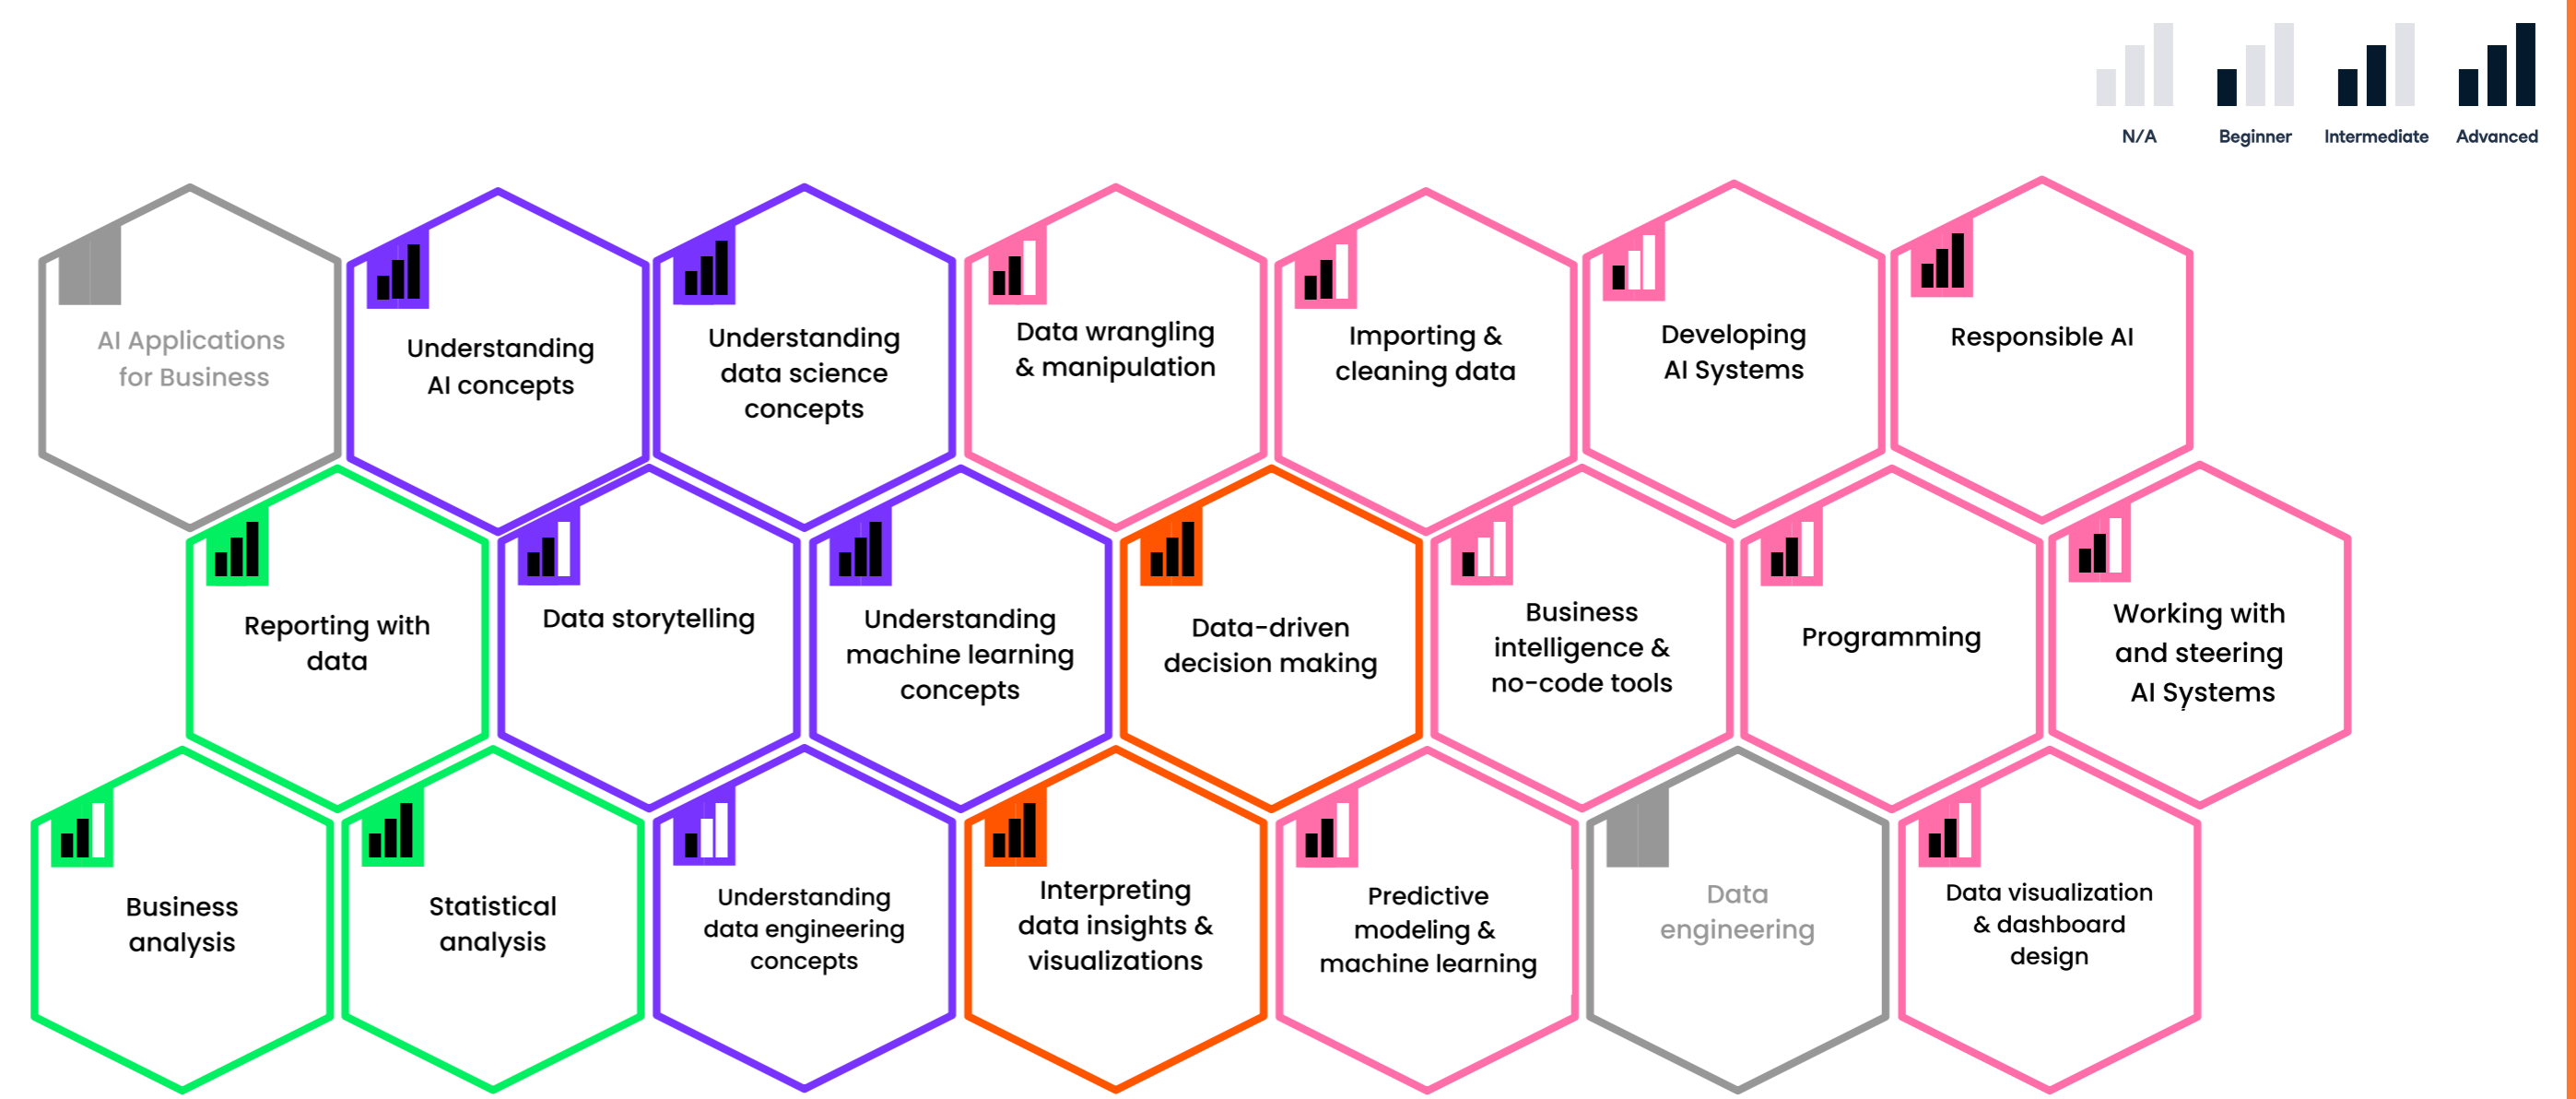 N/A
Beginner
Intermediate
Advanced
AI Applications
for Business
Understanding
AI concepts
Understanding
data science
concepts
Data wrangling
& manipulation
Importing &
cleaning data
Developing
AI Systems
Responsible AI
Reporting with
data
Data storytelling
Understanding
machine learning
concepts
Data-driven
decision making
Business
intelligence &
no-code tools
Programming
Working with
and steering
AI Systems
Business
analysis
Statistical
analysis
Understanding
data engineering
concepts
Interpreting
data insights &
visualizations
Predictive
modeling &
machine learning
Data
engineering
Data visualization
& dashboard
design